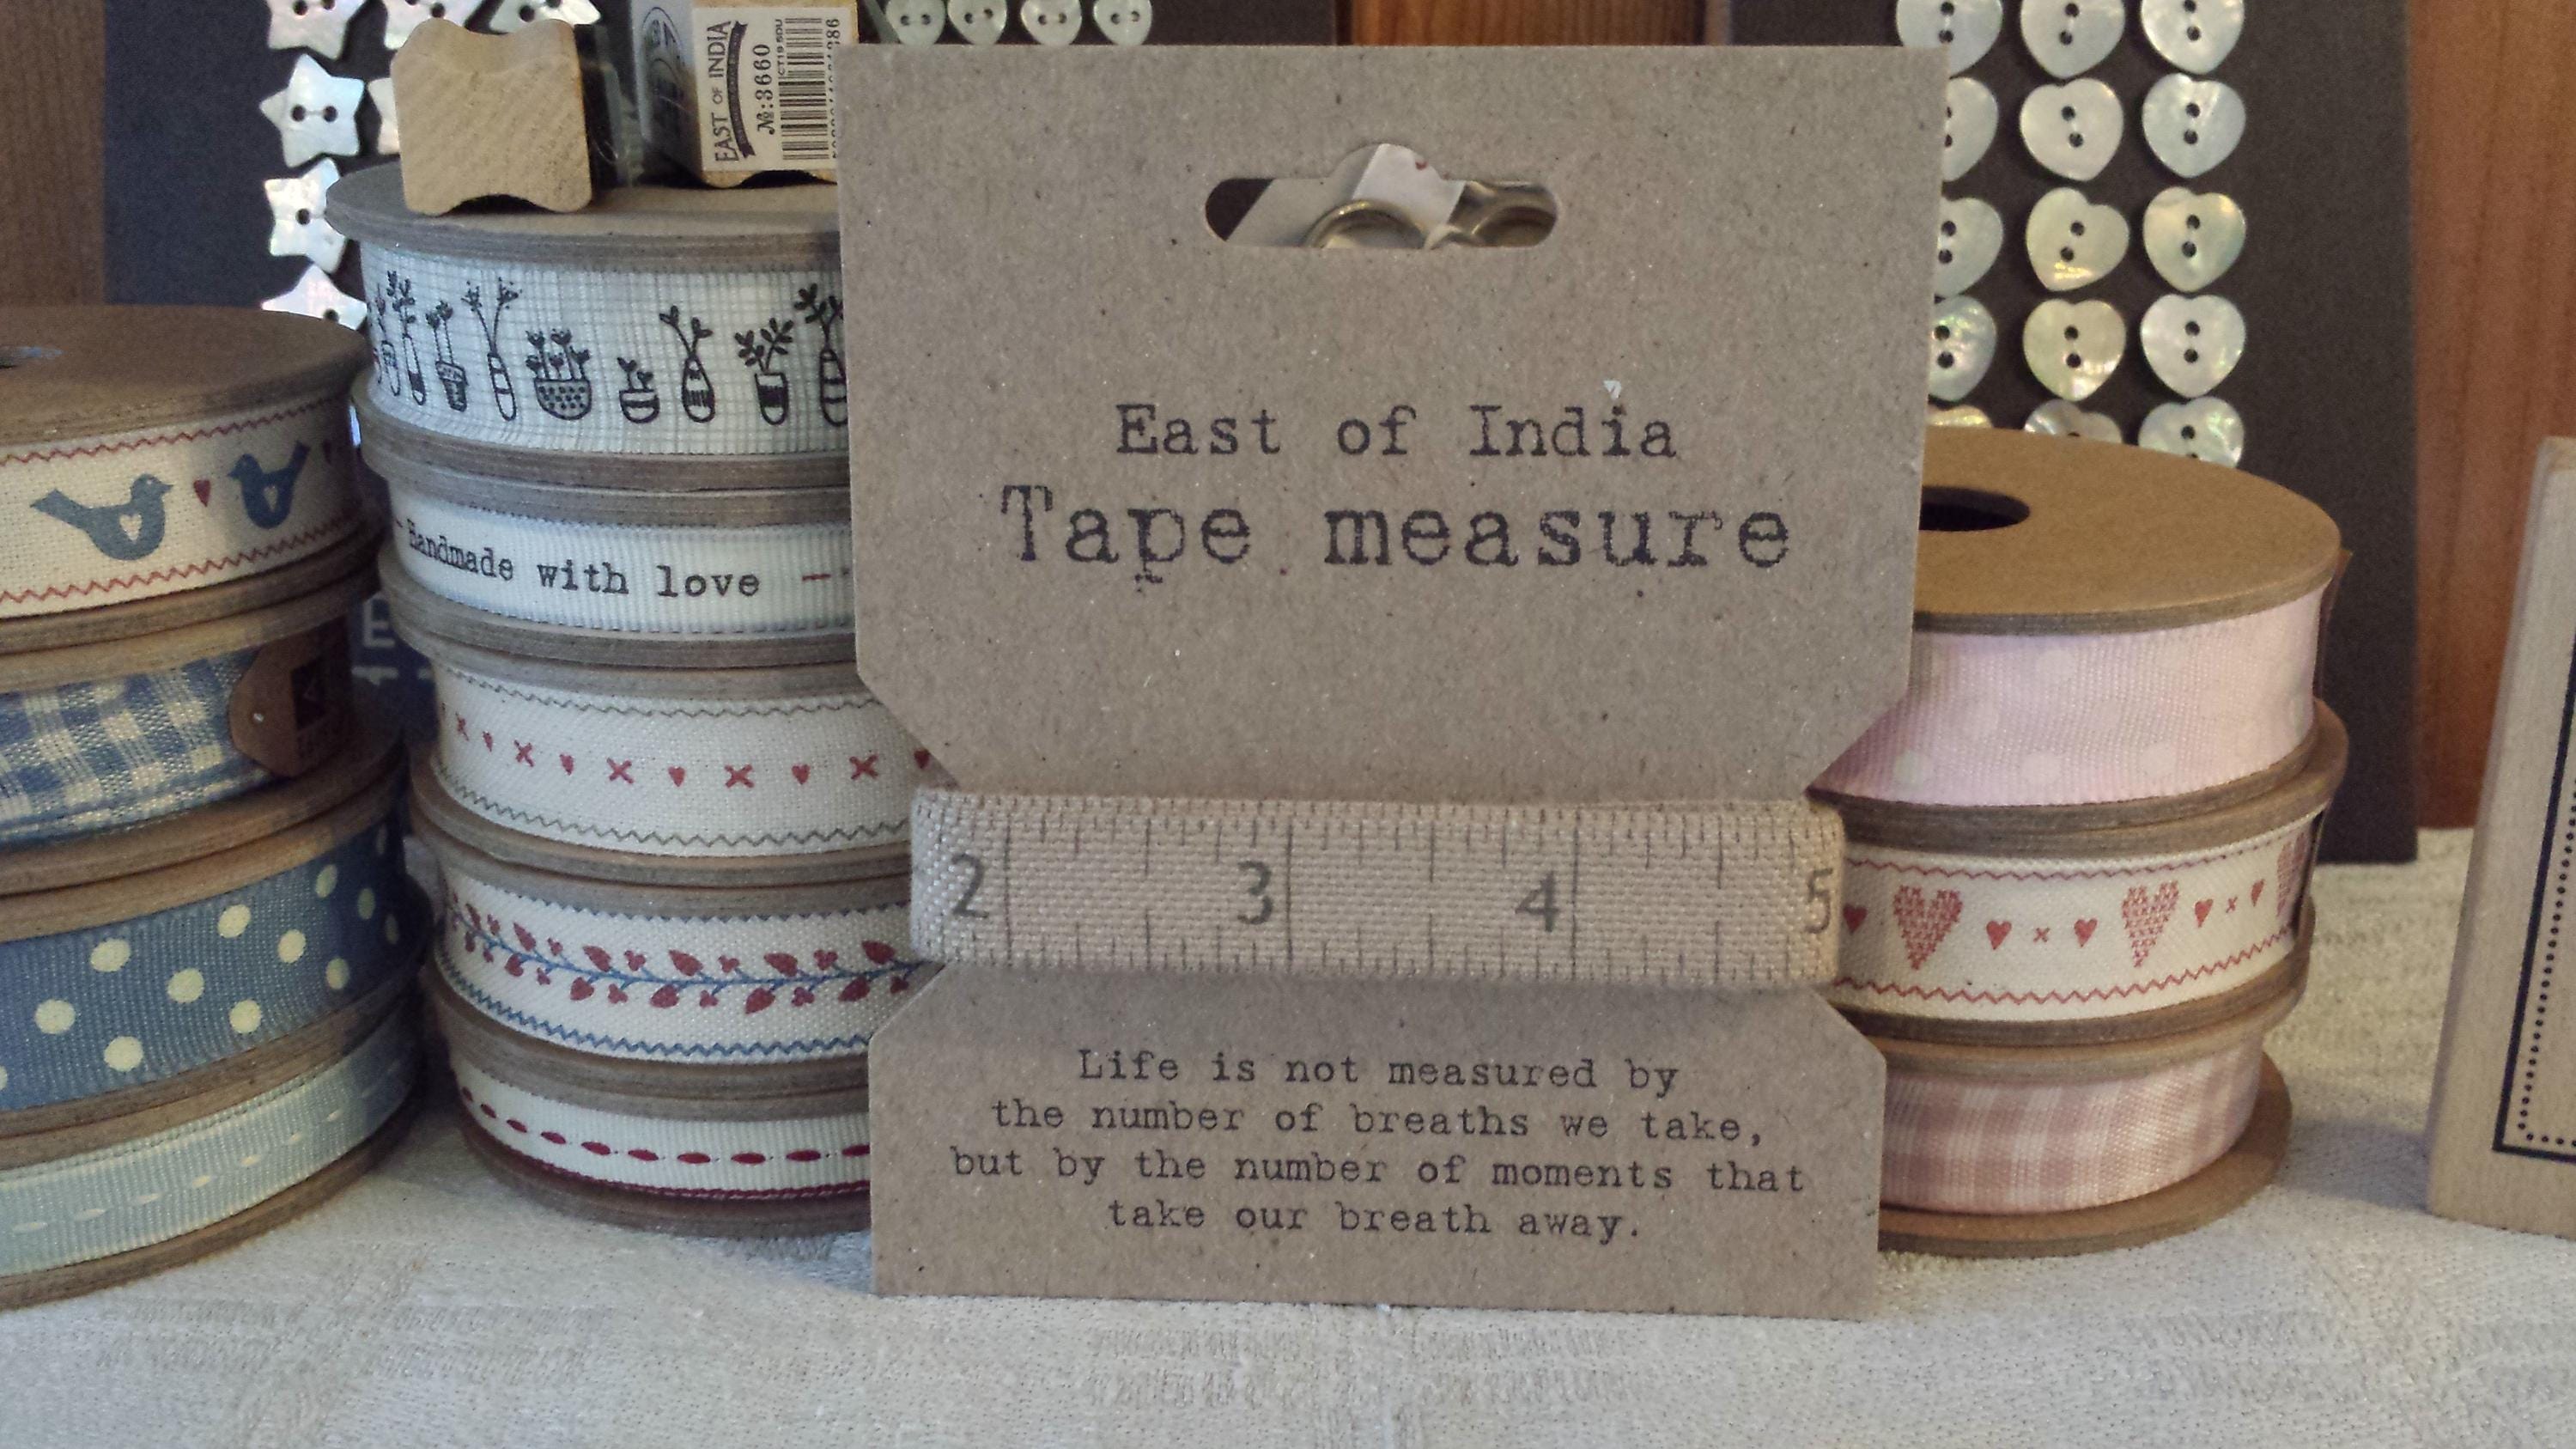 EAST OF INDIA
№:3660
East of India
Tape measure
Handmade with love
2 3 4 5
Life is not measured by
the number of breaths we take,
but by the number of moments that
take our breath away.